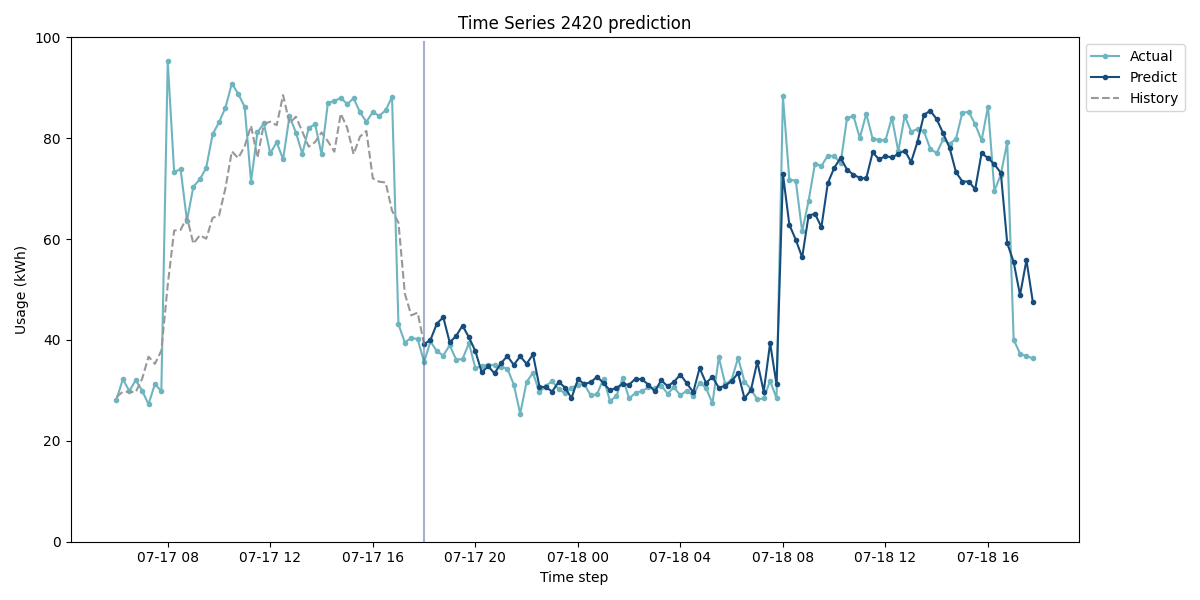 Time Series 2420 prediction
Usage (kWh)
100
80
60
40
20
0
07-17 08 07-17 12 07-17 16 07-17 20 07-18 00 07-18 04 07-18 08 07-18 12 07-18 16
Time step
Actual
Predict
History